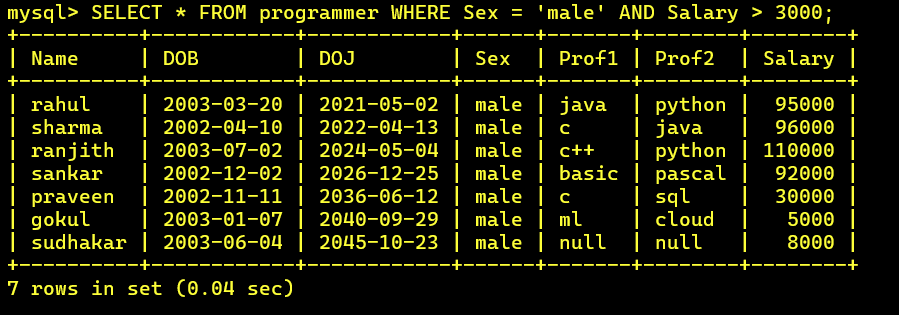 mysql> SELECT * FROM programmer WHERE Sex = 'male' AND Salary > 3000;
+----------+------------+------------+------+-------+--------+--------+
| Name     | DOB        | DOJ        | Sex  | Prof1 | Prof2  | Salary |
+----------+------------+------------+------+-------+--------+--------+
| rahul    | 2003-03-20 | 2021-05-02 | male | java  | python |  95000 |
| sharma   | 2002-04-10 | 2022-04-13 | male | c     | java   |  96000 |
| ranjith  | 2003-07-02 | 2024-05-04 | male | c++   | python | 110000 |
| sankar   | 2002-12-02 | 2026-12-25 | male | basic | pascal |  92000 |
| praveen  | 2002-11-11 | 2036-06-12 | male | c     | sql    |  30000 |
| gokul    | 2003-01-07 | 2040-09-29 | male | ml    | cloud  |   5000 |
| sudhakar | 2003-06-04 | 2045-10-23 | male | null  | null   |   8000 |
+----------+------------+------------+------+-------+--------+--------+
7 rows in set (0.04 sec)